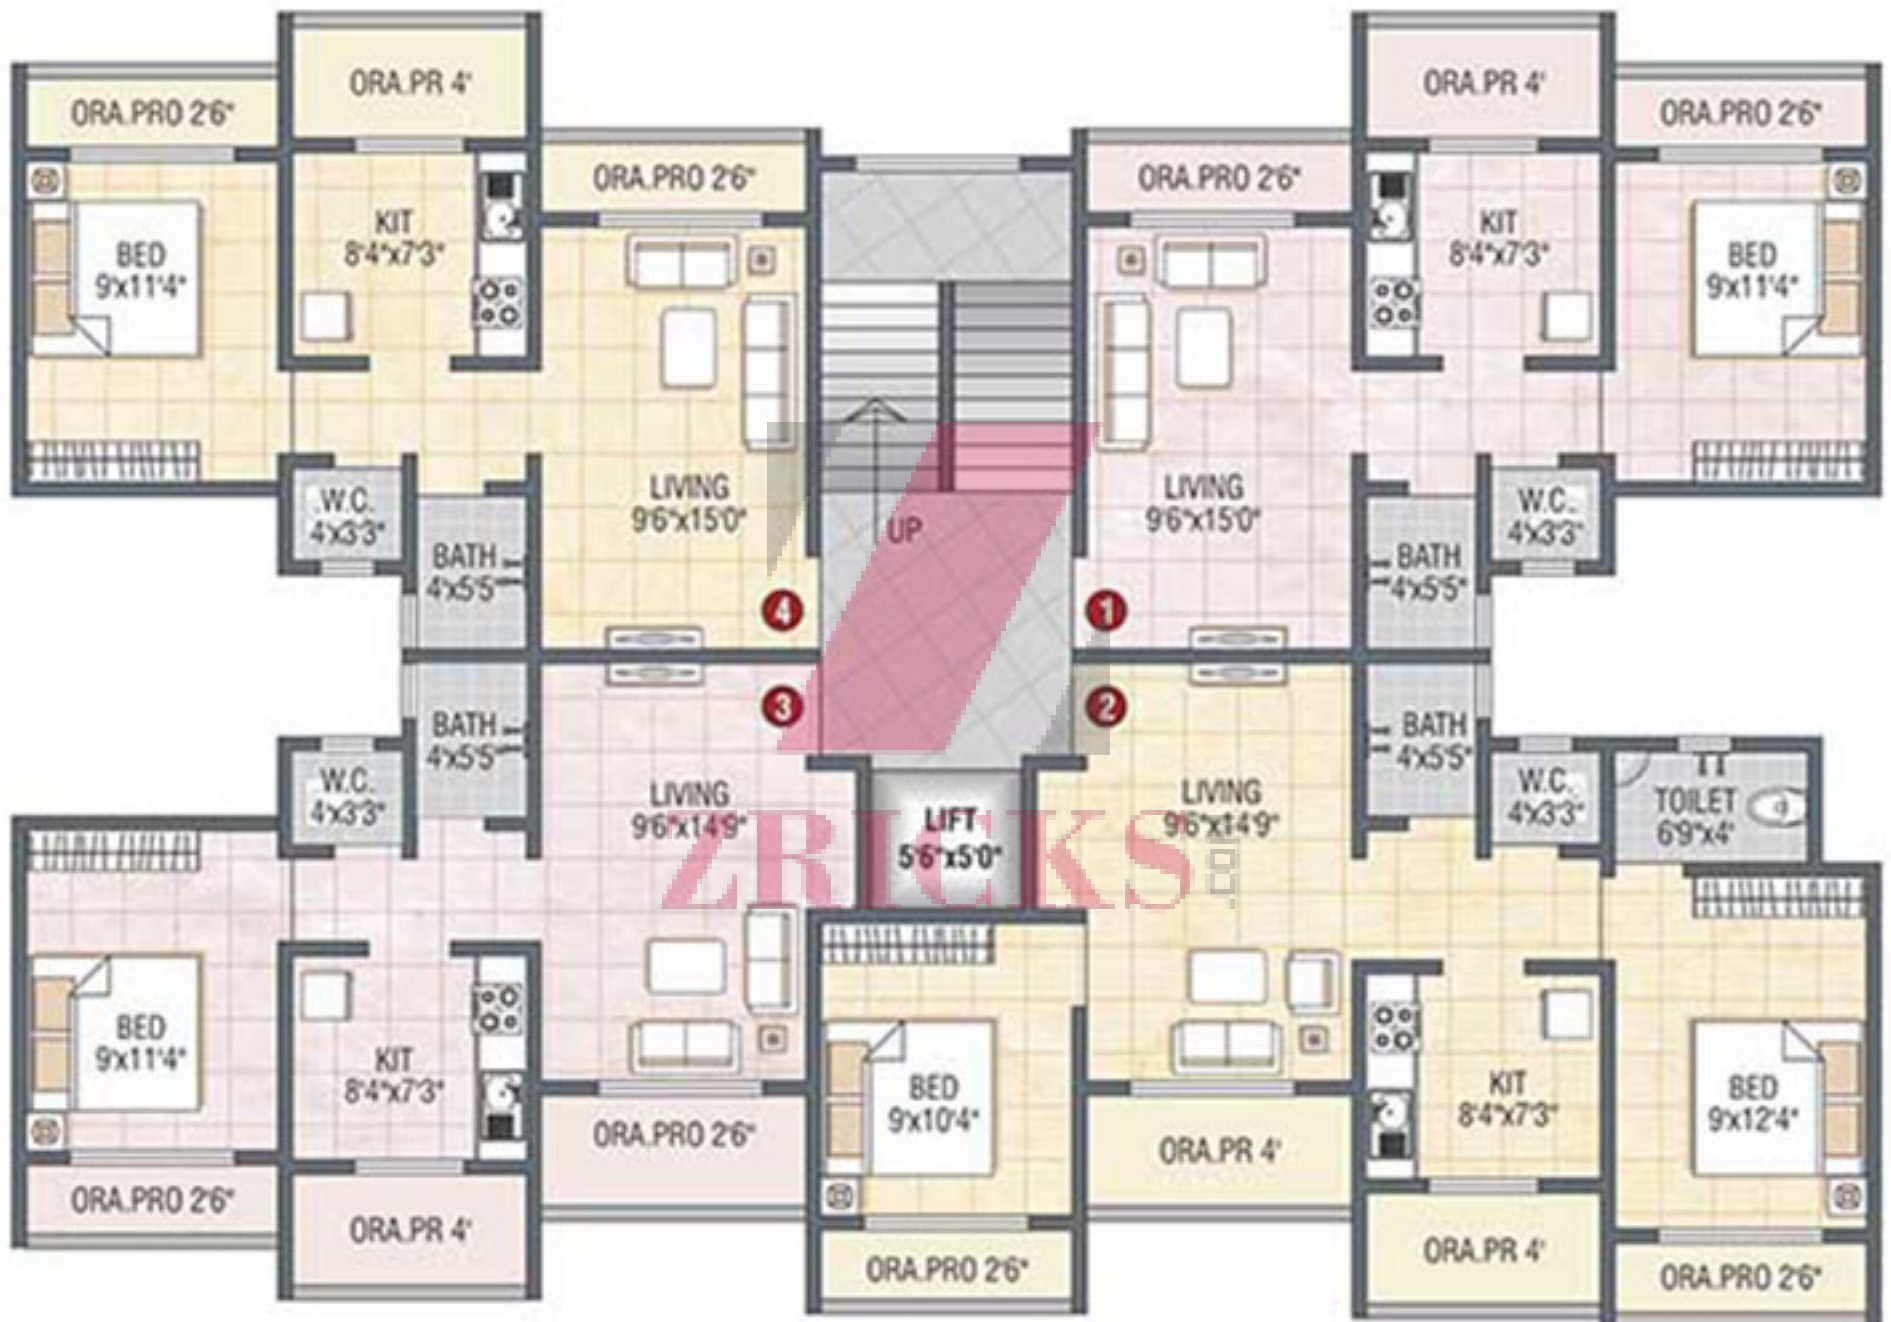 ORA.PR 4'
ORA.PR 4'
ORA.PRO 2'6"
ORA.PRO 2'6"
ORA.PRO 2'6"
ORA.PRO 2'6"
KIT
8'4"x7'3"
KIT
8'4"x7'3"
BED
9'x11'4"
BED
9'x11'4"
LIVING
9'6"x15'0"
LIVING
9'6"x15'0"
W.C.
4'x3'3"
UP
W.C.
4'x3'3"
BATH
4'x5'5"
BATH
4'x5'5"
4
1
3
2
BATH
4'x5'5"
BATH
4'x5'5"
W.C.
4'x3'3"
LIVING
9'6"x14'9"
LIFT
5'6"x5'0"
LIVING
9'6"x14'9"
W.C.
4'x3'3"
TOILET
6'9"x4'
ZRICKS.com
BED
9'x11'4"
KIT
8'4"x7'3"
BED
9'x10'4"
KIT
8'4"x7'3"
BED
9'x12'4"
ORA.PRO 2'6"
ORA.PR 4'
ORA.PRO 2'6"
ORA.PR 4'
ORA.PR 4'
ORA.PRO 2'6"
ORA.PRO 2'6"